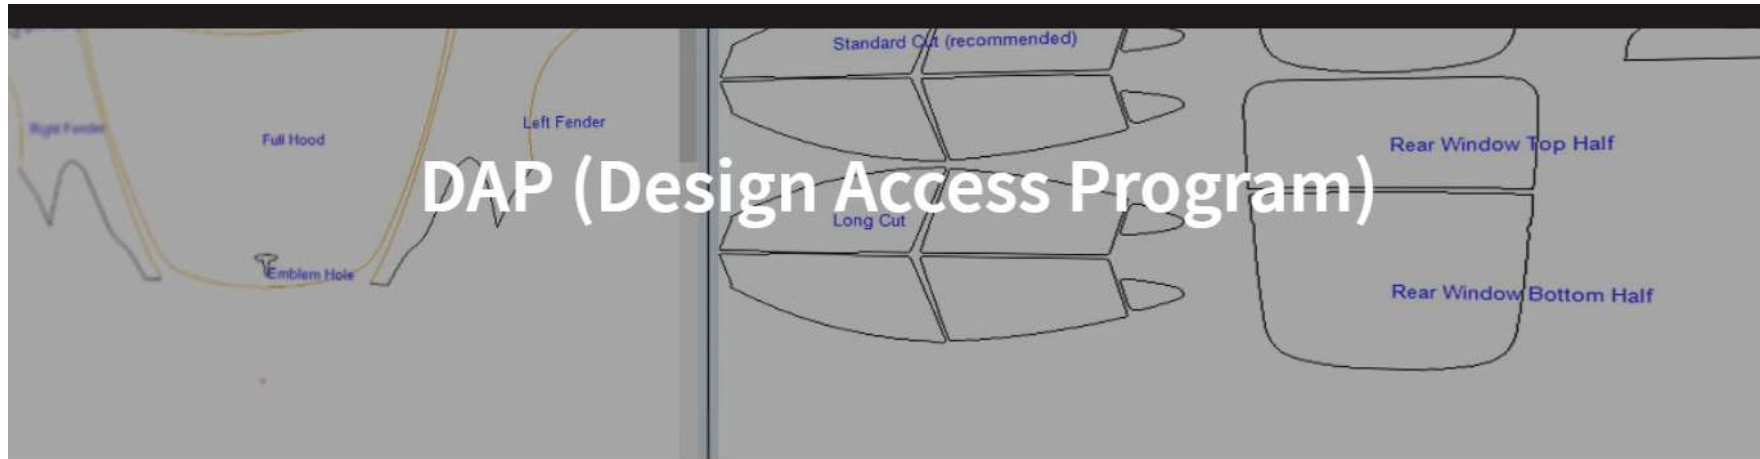 Standard Cut (recommended)
Right Fender
Full Hood
Left Fender
Rear Window Top Half
DAP (Design Access Program)
Long Cut
Emblem Hole
Rear Window Bottom Half